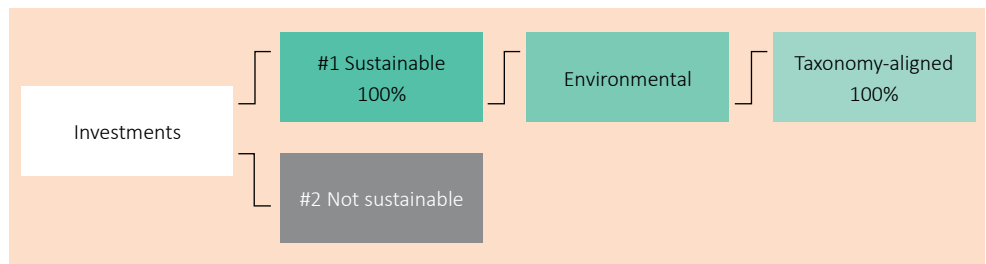 Investments
#1 Sustainable
100%
Environmental
Taxonomy-aligned
100%
#2 Not sustainable